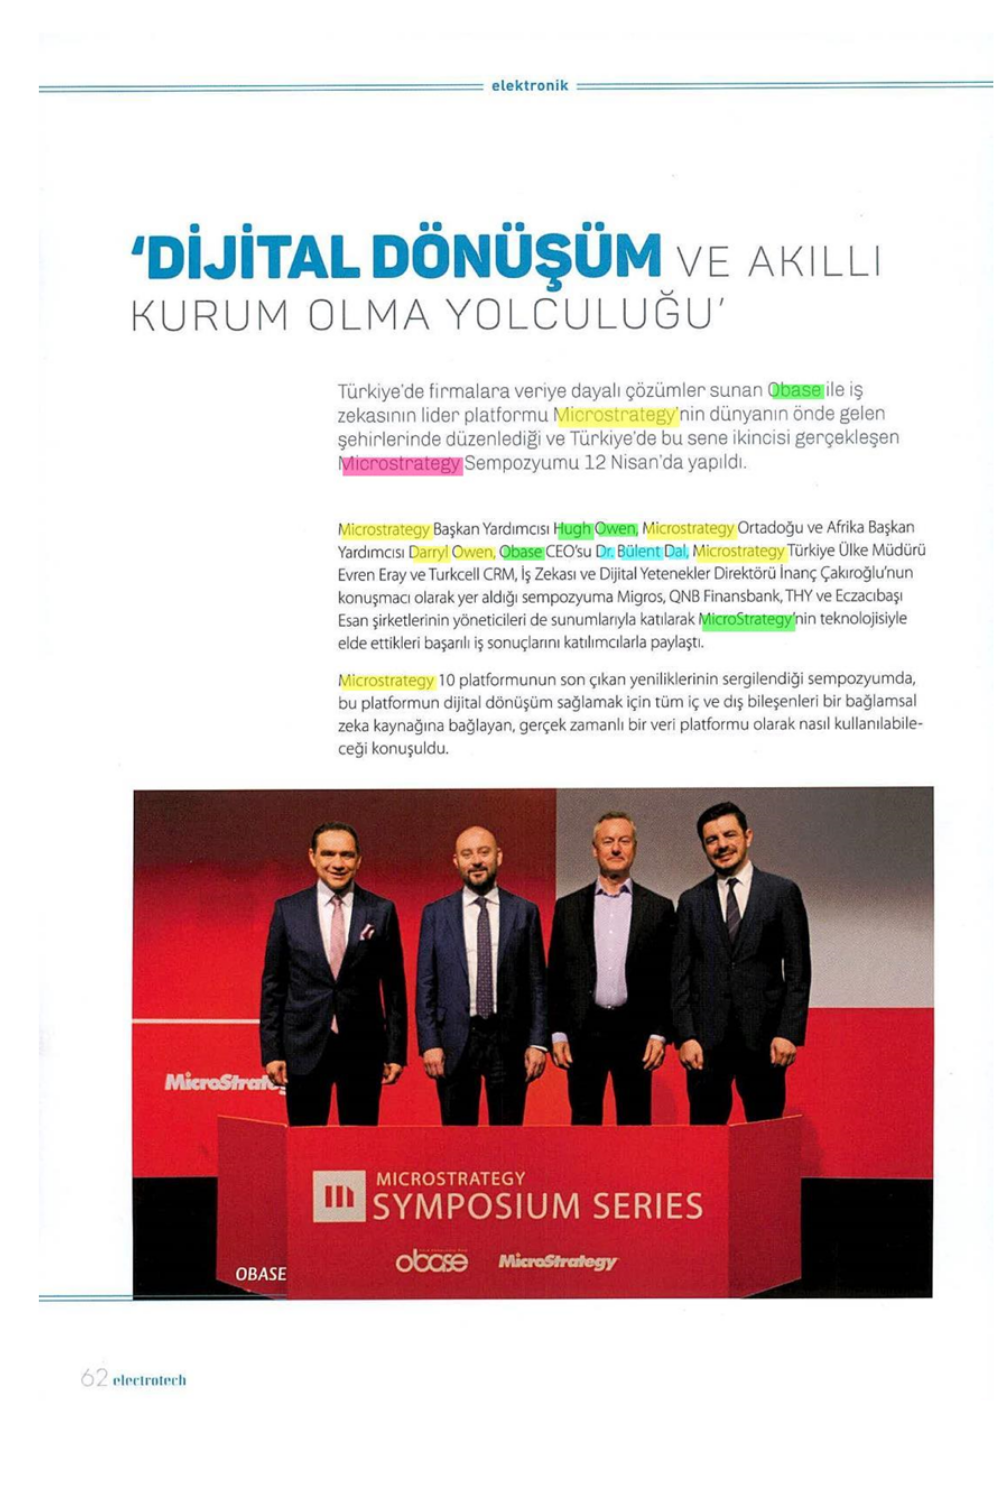 elektronik
‘DİJİTAL DÖNÜŞÜM VE AKILLI
KURUM OLMA YOLCULUĞU’
Türkiye’de firmalara veriye dayalı çözümler sunan Obase ile iş
zekasının lider platformu Microstrategy’nin dünyanın önde gelen
şehirlerinde düzenlediği ve Türkiye’de bu sene ikincisi gerçekleşen
Microstrategy Sempozyumu 12 Nisan’da yapıldı.
Microstrategy Başkan Yardımcısı Hugh Owen, Microstrategy Ortadoğu ve Afrika Başkan
Yardımcısı Darryl Owen, Obase CEO’su Dr. Bülent Dal, Microstrategy Türkiye Ülke Müdürü
Evren Eray ve Turkcell CRM, İş Zekası ve Dijital Yetenekler Direktörü İnanç Çakıroğlu’nun
konuşmacı olarak yer aldığı sempozyuma Migros, QNB Finansbank, THY ve Eczacıbaşı
Esan şirketlerinin yöneticileri de sunumlarıyla katılarak MicroStrategy’nin teknolojisiyle
elde ettikleri başarılı iş sonuçlarını katılımcılarla paylaştı.
Microstrategy 10 platformunun son çıkan yeniliklerinin sergilendiği sempozyumda,
bu platformun dijital dönüşüm sağlamak için tüm iç ve dış bileşenleri bir bağlamsal
zeka kaynağına bağlayan, gerçek zamanlı bir veri platformu olarak nasıl kullanılabile-
ceği konuşuldu.
MicroStrateg
MICROSTRATEGY
SYMPOSIUM SERIES
obase MicroStrategy
OBASE
62 electrotech